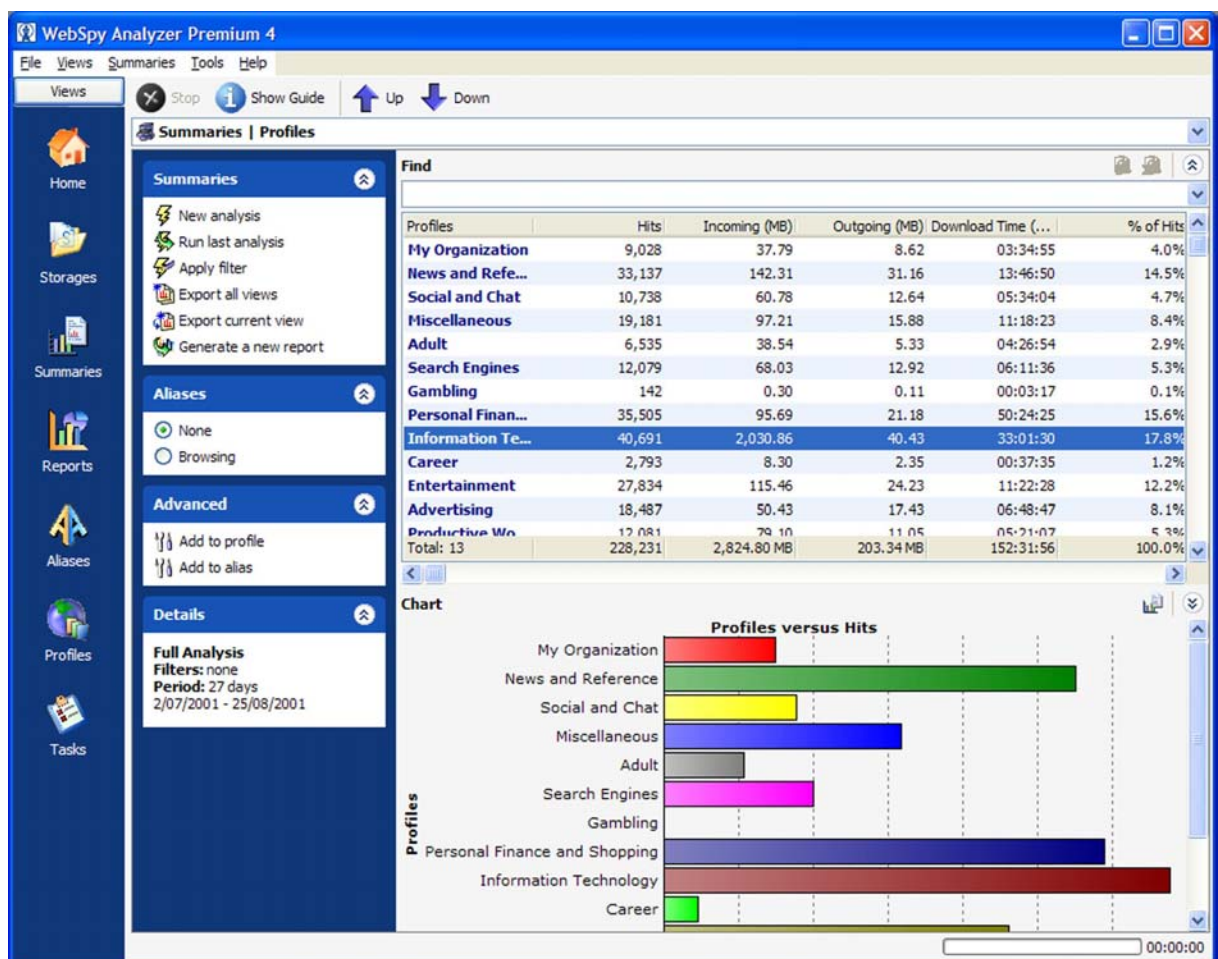 WebSpy Analyzer Premium 4
File Views Summaries Tools Help
Views
Stop Show Guide Up Down
Summaries | Profiles
Home
Storages
Summaries
Reports
Aliases
Profiles
Tasks
Summaries
New analysis
Run last analysis
Apply filter
Export all views
Export current view
Generate a new report
Aliases
None
Browsing
Advanced
Add to profile
Add to alias
Details
Full Analysis
Filters: none
Period: 27 days
2/07/2001 - 25/08/2001
Find
Profiles Hits Incoming (MB) Outgoing (MB) Download Time (... % of Hits
My Organization 9,028 37.79 8.62 03:34:55 4.0%
News and Refe... 33,137 142.31 31.16 13:46:50 14.5%
Social and Chat 10,738 60.78 12.64 05:34:04 4.7%
Miscellaneous 19,181 97.21 15.88 11:18:23 8.4%
Adult 6,535 38.54 5.33 04:26:54 2.9%
Search Engines 12,079 68.03 12.92 06:11:36 5.3%
Gambling 142 0.30 0.11 00:03:17 0.1%
Personal Finan... 35,505 95.69 21.18 50:24:25 15.6%
Information Te... 40,691 2,030.86 40.43 33:01:30 17.8%
Career 2,793 8.30 2.35 00:37:35 1.2%
Entertainment 27,834 115.46 24.23 11:22:28 12.2%
Advertising 18,487 50.43 17.43 06:48:47 8.1%
Productive Wo 12,081 79.10 11.05 05:21:07 5.3%
Total: 13 228,231 2,824.80 MB 203.34 MB 152:31:56 100.0%
Chart
Profiles versus Hits
Profiles
My Organization
News and Reference
Social and Chat
Miscellaneous
Adult
Search Engines
Gambling
Personal Finance and Shopping
Information Technology
Career
00:00:00